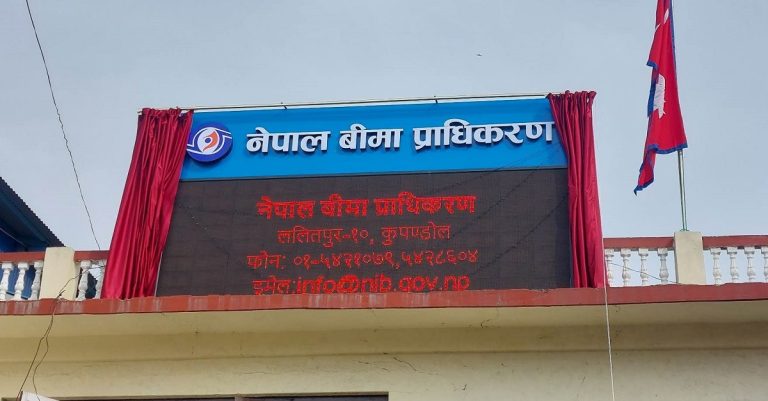 नेपाल बीमा प्राधिकरण
नेपाल बीमा प्राधिकरण
ललितपुर-१०, कुपण्डोल
फोन: ०१-५४२१०७९,५४२८६०४
इमेल:info@nib.gov.np